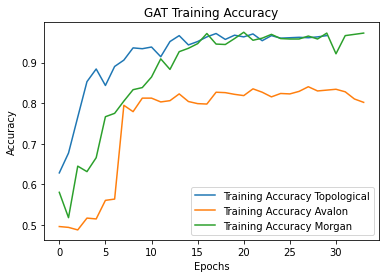 GAT Training Accuracy
Accuracy
0.9
0.8
0.7
0.6
0.5
Training Accuracy Topological
Training Accuracy Avalon
Training Accuracy Morgan
0 5 10 15 20 25 30
Epochs